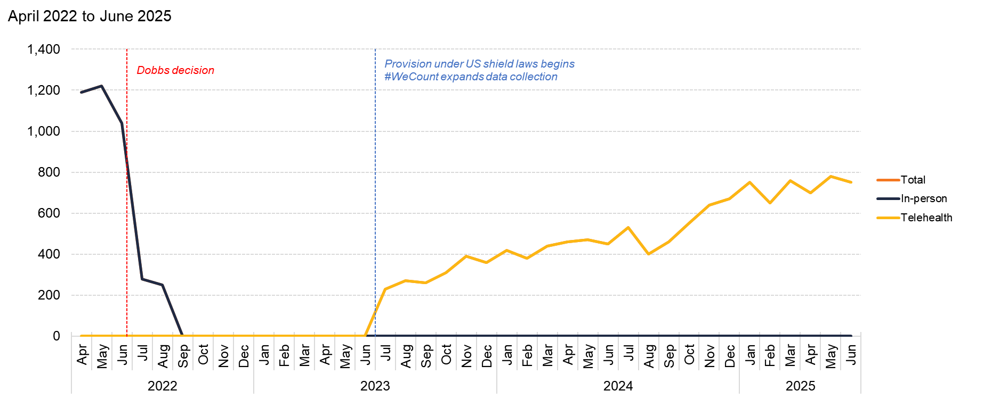 April 2022 to June 2025
1,400
1,200
1,000
800
600
400
200
0
Dobbs decision
Provision under US shield laws begins
#WeCount expands data collection
Total
In-person
Telehealth
Apr May Jun Jul Aug Sep Oct Nov Dec Jan Feb Mar Apr May Jun Jul Aug Sep Oct Nov Dec Jan Feb Mar Apr May Jun Jul Aug Sep Oct Nov Dec Jan Feb Mar Apr May Jun
2022 2023 2024 2025